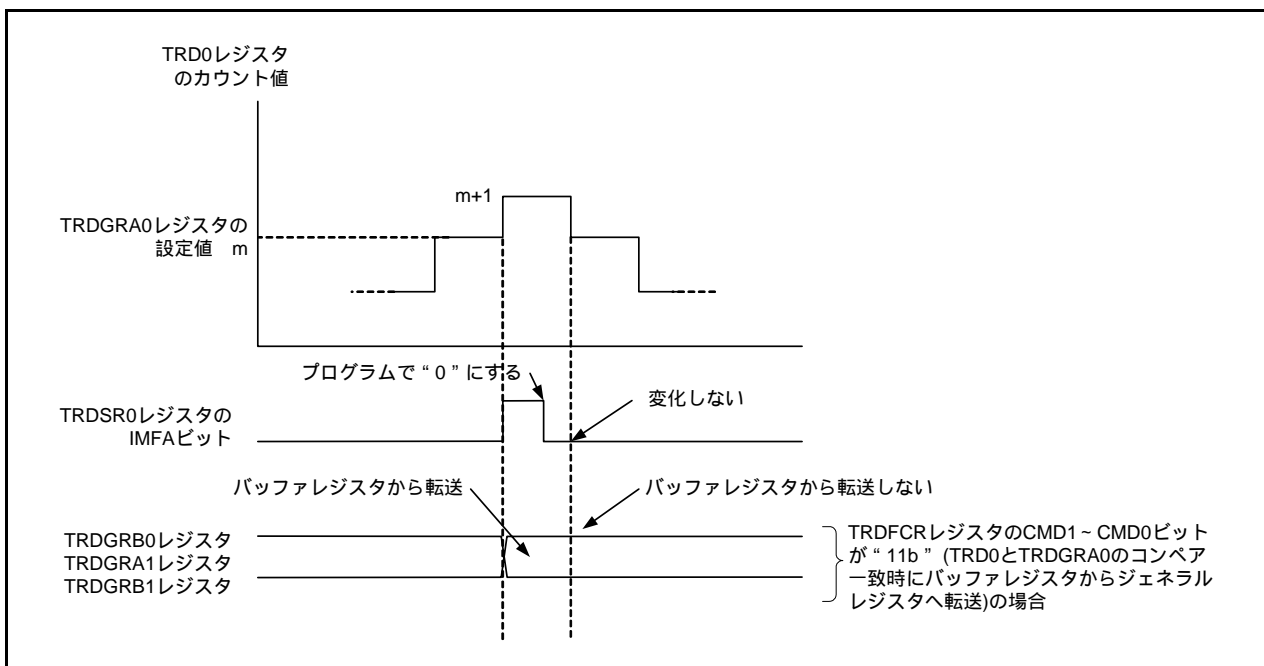 TRD0レジスタ
のカウント値
m+1
TRDGRA0レジスタの
設定値 m
プログラムで“0”にする
変化しない
TRDSR0レジスタの
IMFAビット
バッファレジスタから転送
バッファレジスタから転送しない
TRDGRB0レジスタ
TRDGRA1レジスタ
TRDGRB1レジスタ
TRDFCRレジスタのCMD1~CMD0ビット
が“11b”(TRD0とTRDGRA0のコンペア
一致時にバッファレジスタからジェネラル
レジスタへ転送)の場合